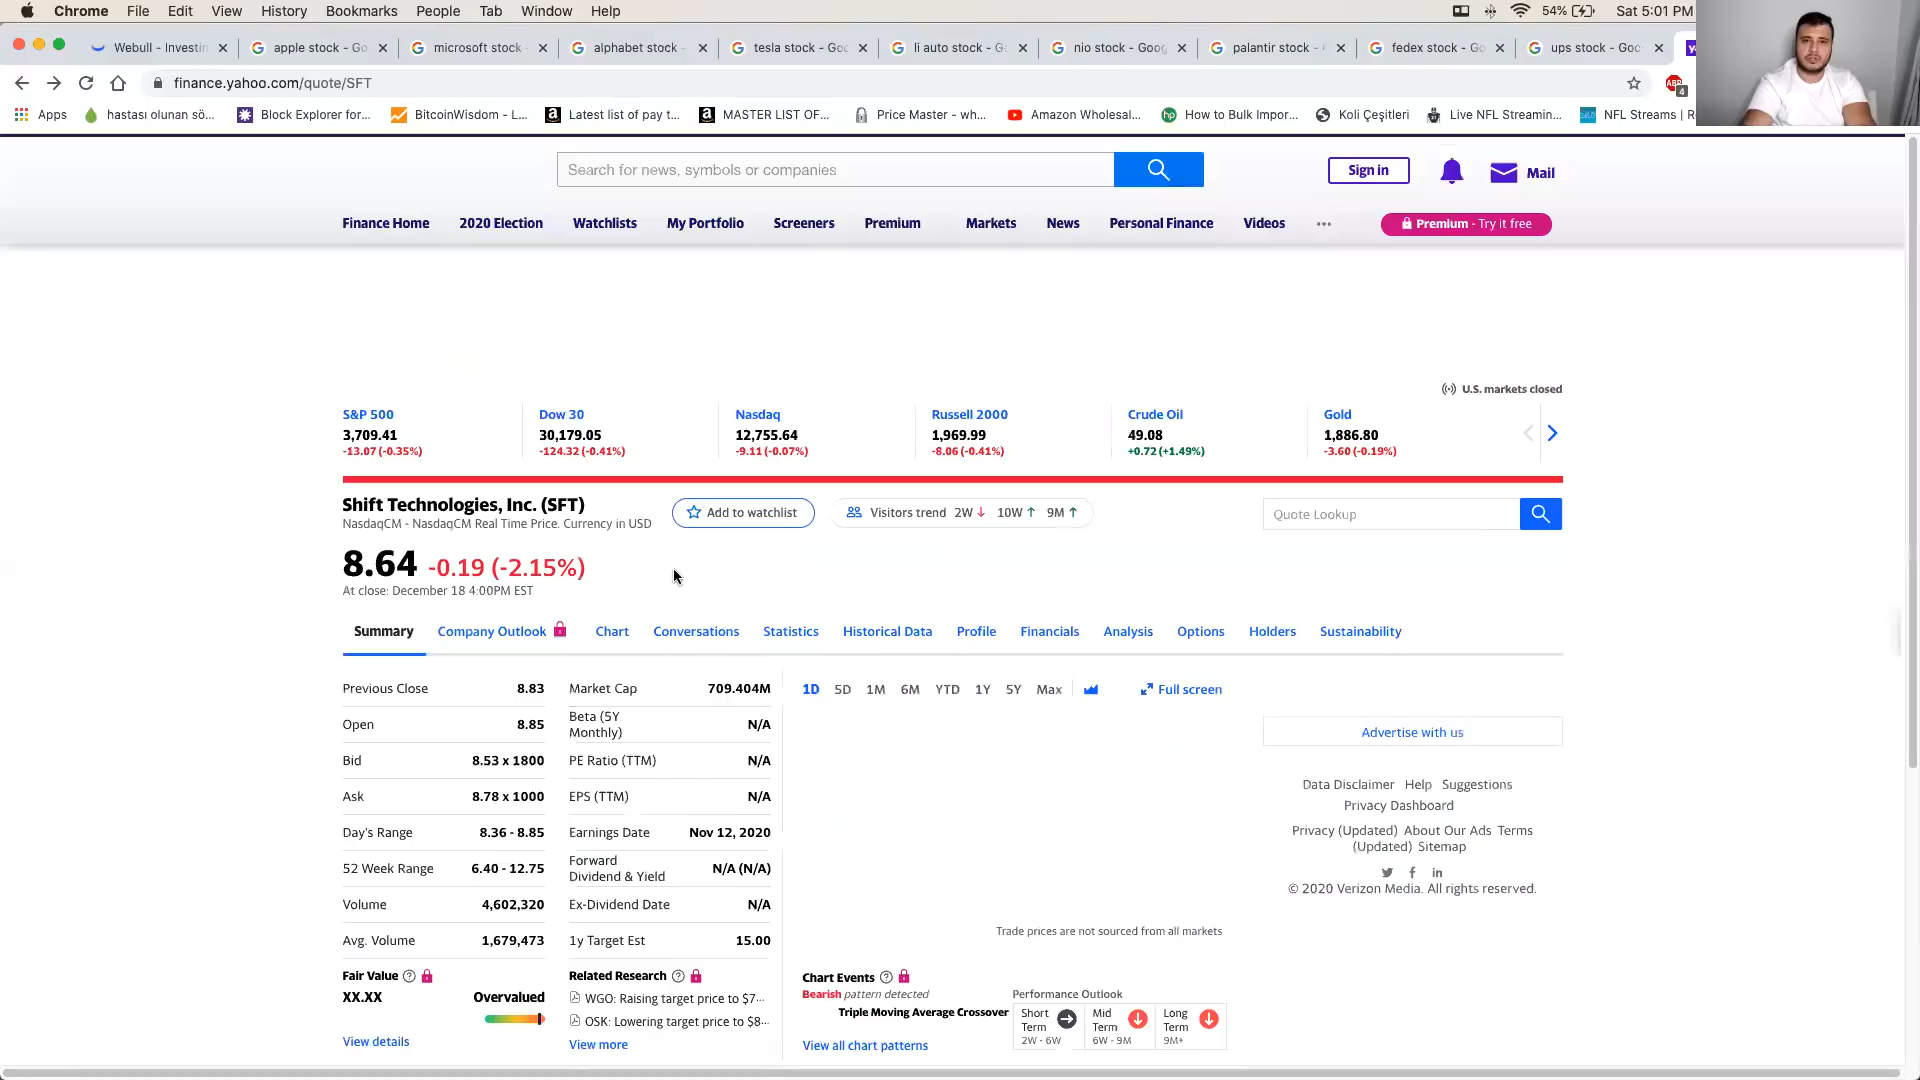 Chrome File Edit View History Bookmarks People Tab Window Help 54% Sat 5:01 PM
Webull - Investin apple stock - Go microsoft stock - alphabet stock - tesla stock - Goo li auto stock - G nio stock - Goog palantir stock - fedex stock - Go ups stock - Goo
finance.yahoo.com/quote/SFT ABP 4
Apps hastası olunan sö... Block Explorer for... BitcoinWisdom - L... Latest list of pay t... MASTER LIST OF... Price Master - wh... Amazon Wholesal... How to Bulk Impor... Koli Çeşitleri Live NFL Streamin... NFL Streams | R
Search for news, symbols or companies Sign in Mail
Finance Home 2020 Election Watchlists My Portfolio Screeners Premium Markets News Personal Finance Videos ... Premium - Try it free
U.S. markets closed
S&P 500 Dow 30 Nasdaq Russell 2000 Crude Oil Gold
3,709.41 30,179.05 12,755.64 1,969.99 49.08 1,886.80
-13.07 (-0.35%) -124.32 (-0.41%) -9.11 (-0.07%) -8.06 (-0.41%) +0.72 (+1.49%) -3.60 (-0.19%)
Shift Technologies, Inc. (SFT)
NasdaqCM - NasdaqCM Real Time Price. Currency in USD
Add to watchlist Visitors trend 2W 10W 9M Quote Lookup
8.64 -0.19 (-2.15%)
At close: December 18 4:00PM EST
Summary Company Outlook Chart Conversations Statistics Historical Data Profile Financials Analysis Options Holders Sustainability
Previous Close 8.83
Open 8.85
Bid 8.53 x 1800
Ask 8.78 x 1000
Day's Range 8.36 - 8.85
52 Week Range 6.40 - 12.75
Volume 4,602,320
Avg. Volume 1,679,473
Market Cap 709.404M
Beta (5Y
Monthly) N/A
PE Ratio (TTM) N/A
EPS (TTM) N/A
Earnings Date Nov 12, 2020
Forward
Dividend & Yield N/A (N/A)
Ex-Dividend Date N/A
1y Target Est 15.00
1D 5D 1M 6M YTD 1Y 5Y Max Full screen
Trade prices are not sourced from all markets
Fair Value
XX.XX Overvalued
View details
Related Research
WGO: Raising target price to $7...
OSK: Lowering target price to $8...
View more
Chart Events
Bearish pattern detected
Triple Moving Average Crossover
View all chart patterns
Performance Outlook
Short
Term
2W - 6W
Mid
Term
6W - 9M
Long
Term
9M+
Advertise with us
Data Disclaimer Help Suggestions
Privacy Dashboard
Privacy (Updated) About Our Ads Terms
(Updated) Sitemap
© 2020 Verizon Media. All rights reserved.